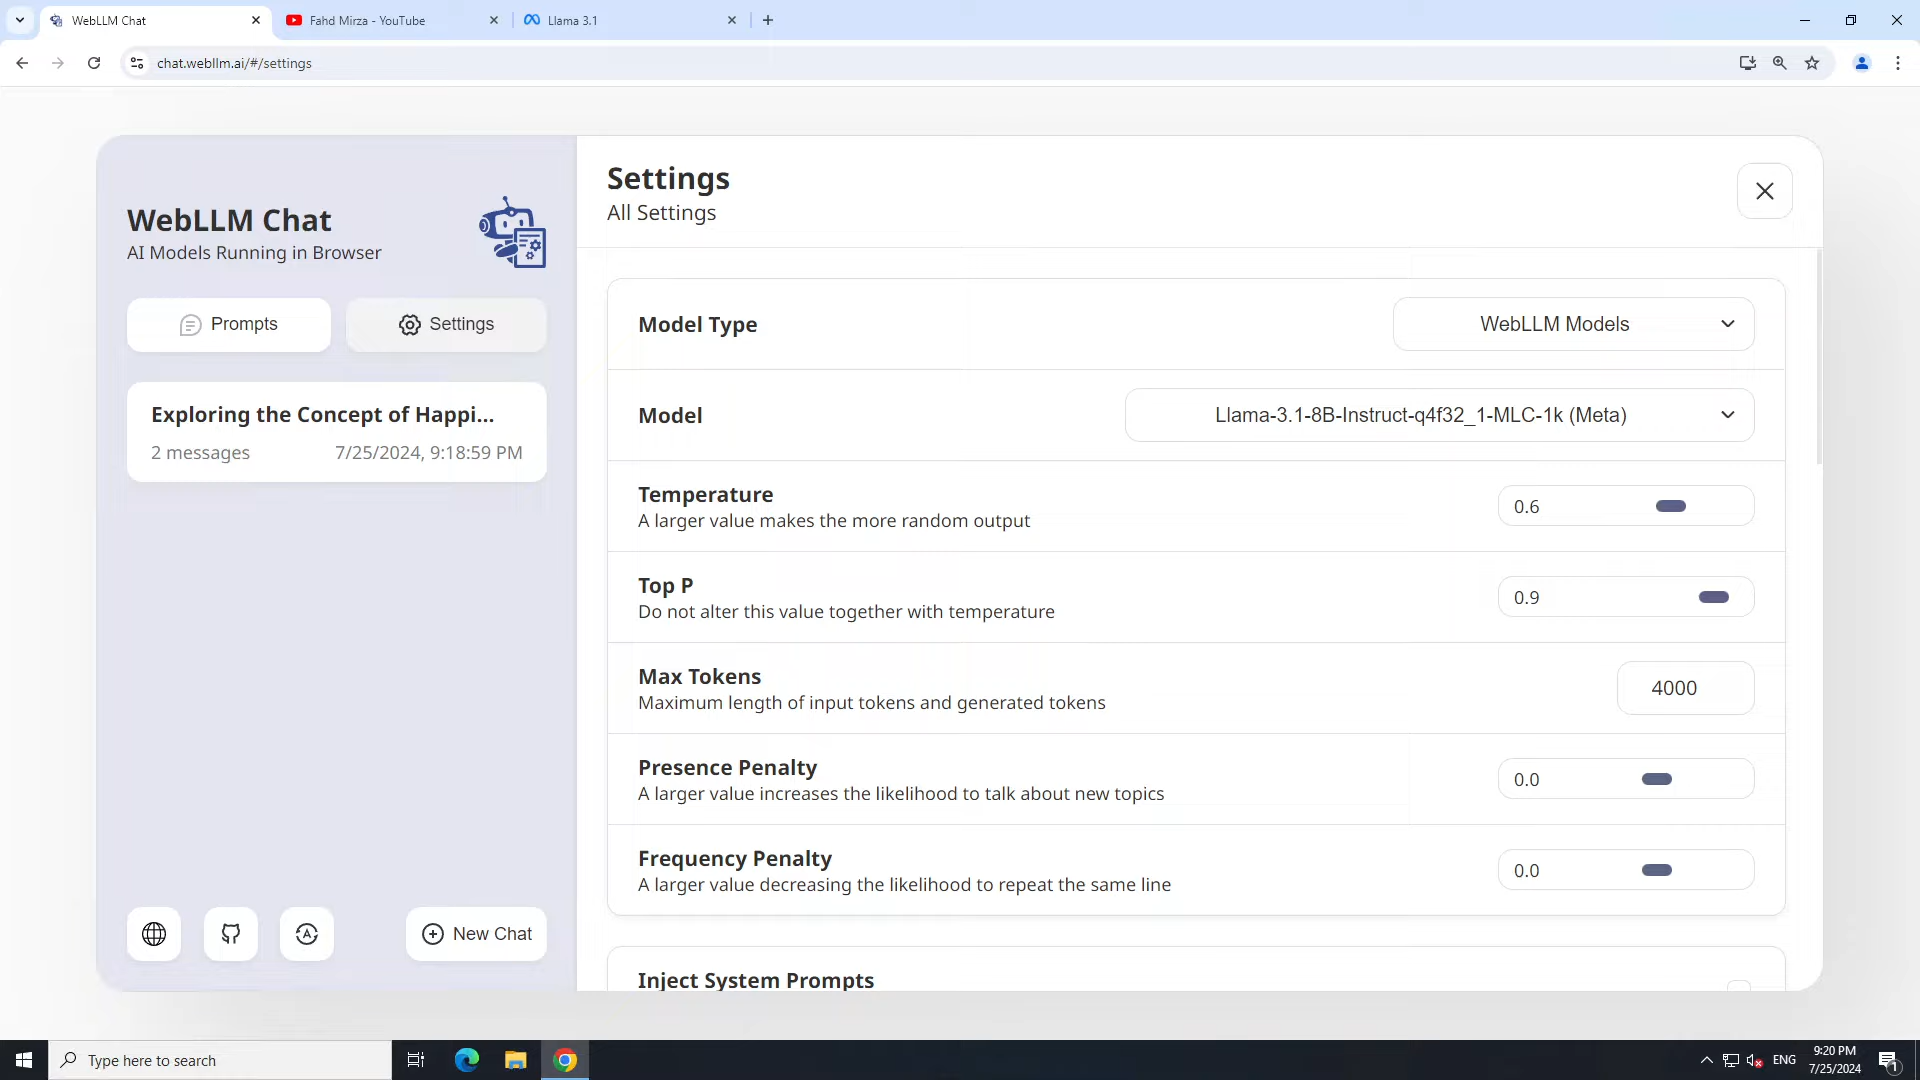 WebLLM Chat
Fahd Mirza - YouTube
Llama 3.1
chat.webllm.ai/#/settings
WebLLM Chat
AI Models Running in Browser
Prompts
Settings
Exploring the Concept of Happi...
2 messages
7/25/2024, 9:18:59 PM
A
New Chat
Settings
All Settings
Model Type
WebLLM Models
Model
Llama-3.1-8B-Instruct-q4f32_1-MLC-1k (Meta)
Temperature
A larger value makes the more random output
0.6
Top P
Do not alter this value together with temperature
0.9
Max Tokens
Maximum length of input tokens and generated tokens
4000
Presence Penalty
A larger value increases the likelihood to talk about new topics
0.0
Frequency Penalty
A larger value decreasing the likelihood to repeat the same line
0.0
Inject System Prompts
Type here to search
ENG
9:20 PM
7/25/2024
1